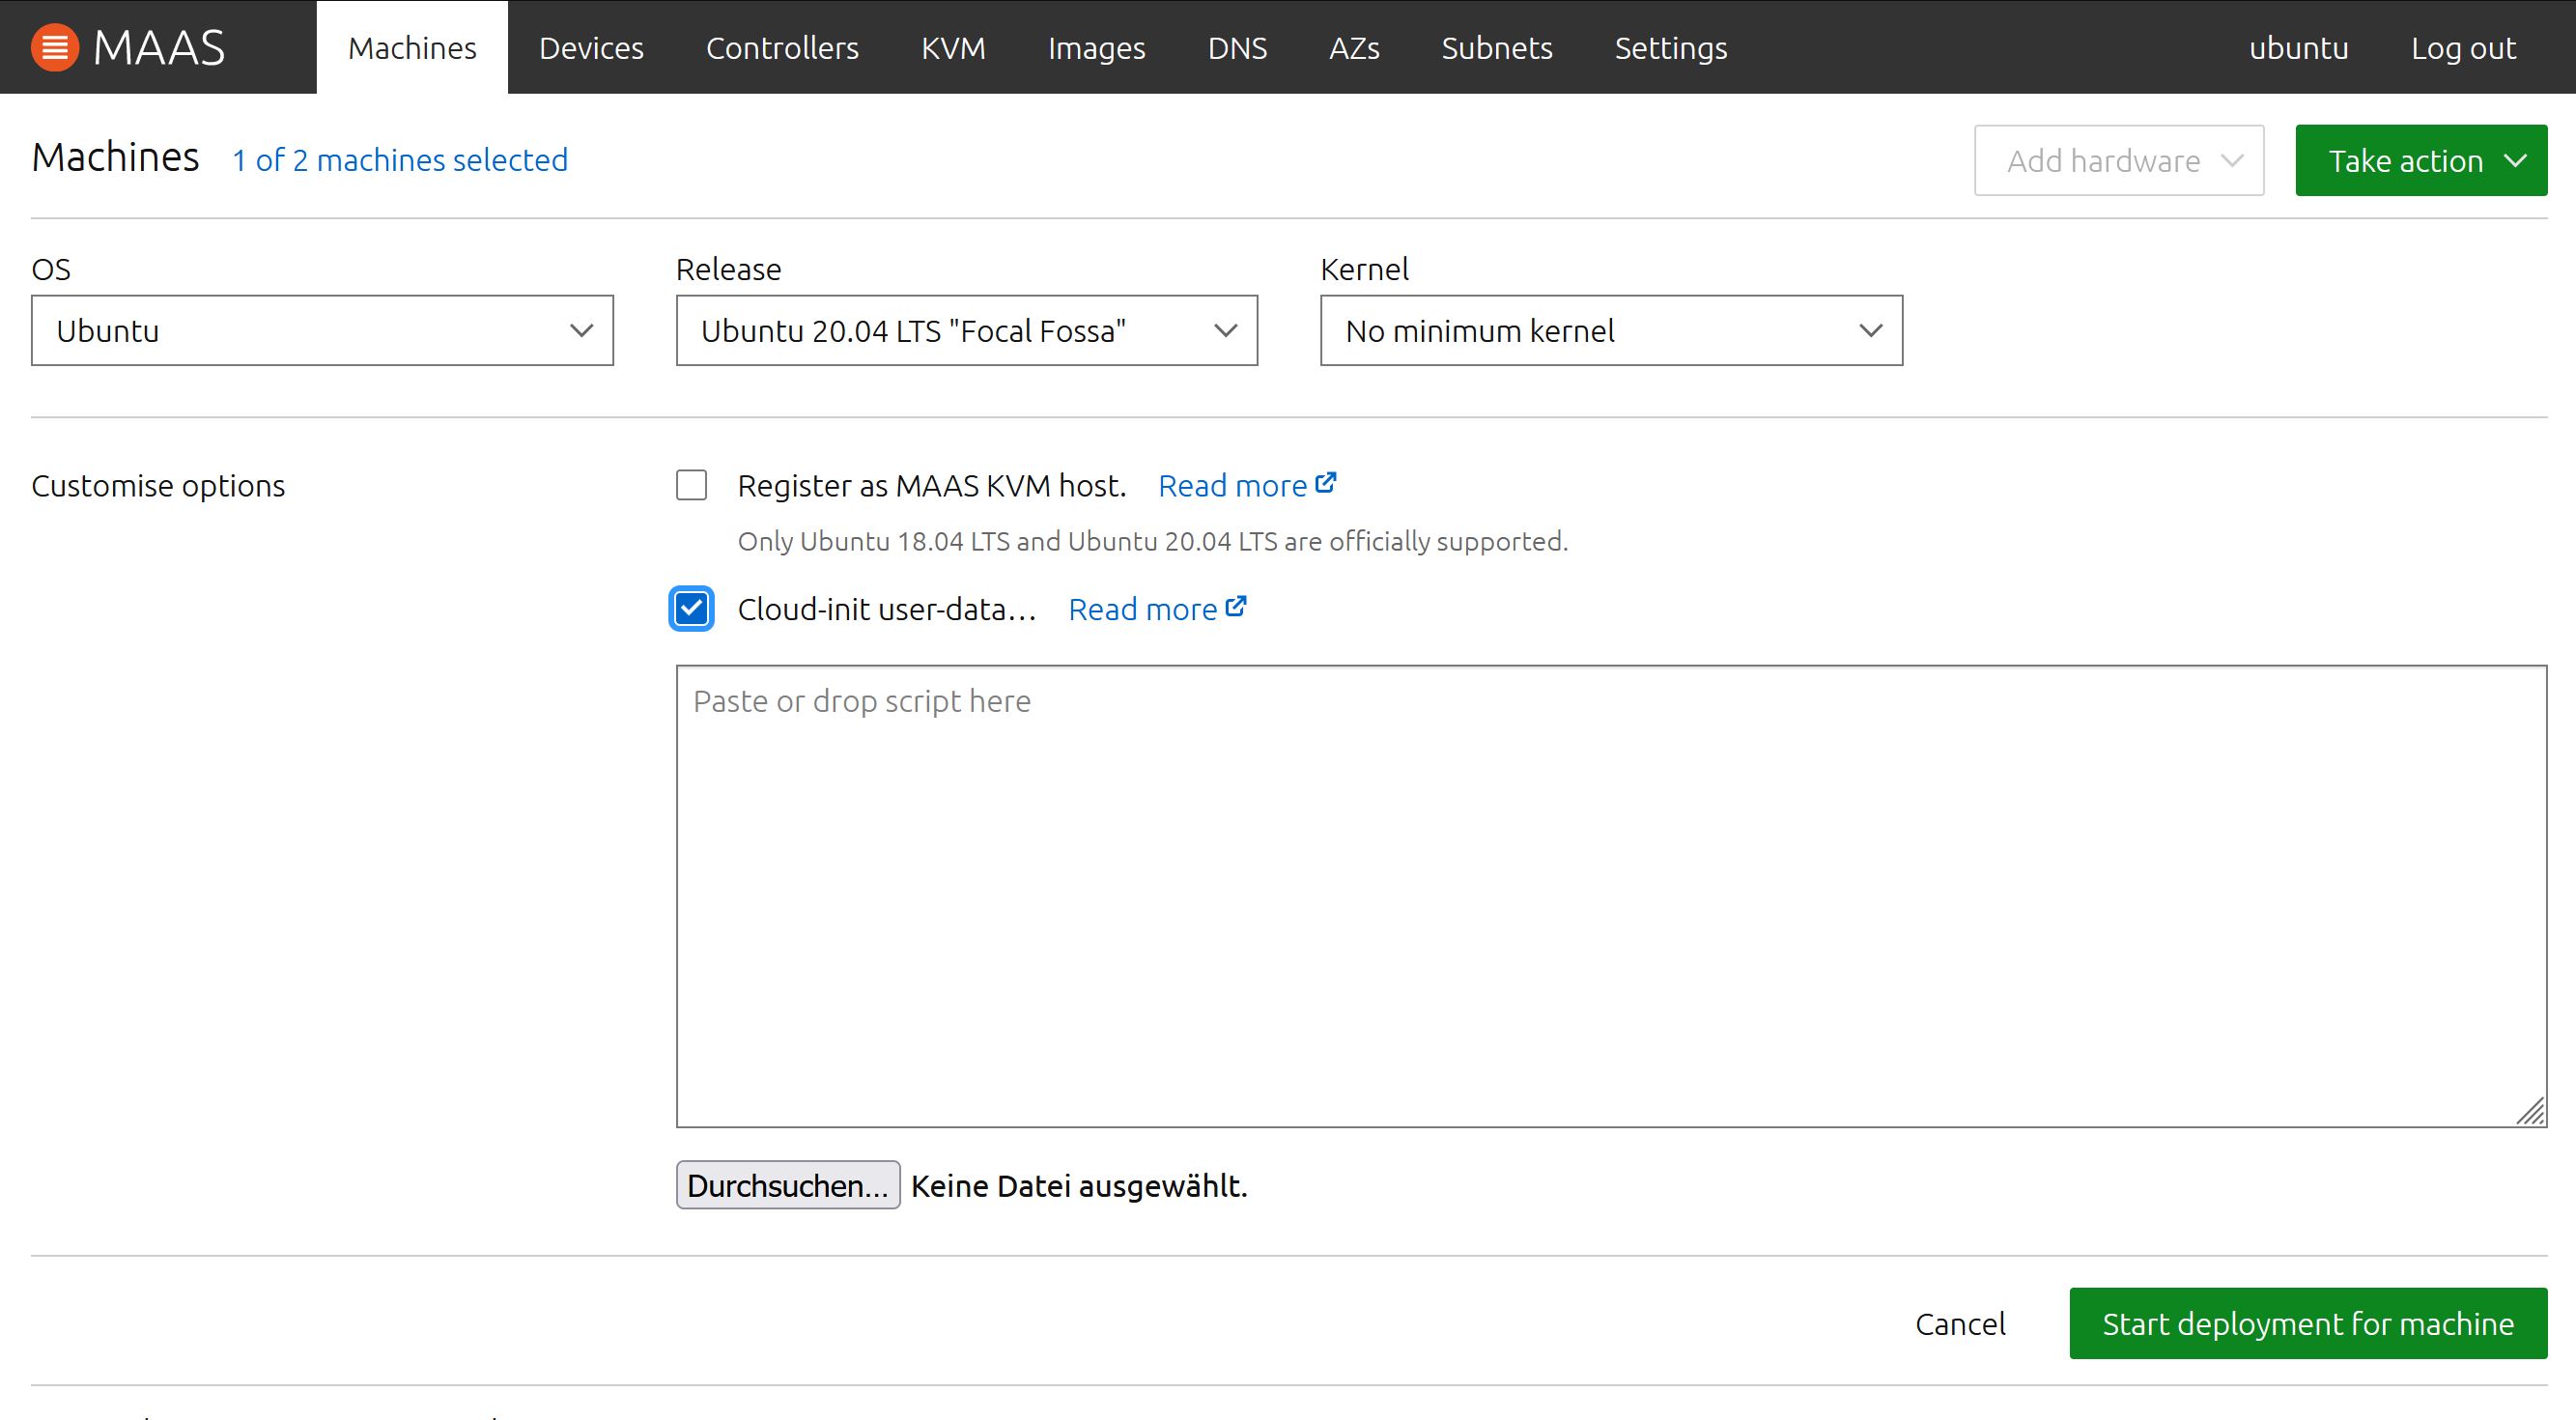 MAAS Machines Devices Controllers KVM Images DNS AZs Subnets Settings ubuntu Log out
Machines 1 of 2 machines selected Add hardware Take action
OS Release Kernel
Ubuntu Ubuntu 20.04 LTS "Focal Fossa" No minimum kernel
Customise options Register as MAAS KVM host. Read more
Only Ubuntu 18.04 LTS and Ubuntu 20.04 LTS are officially supported.
Cloud-init user-data… Read more
Paste or drop script here
Durchsuchen... Keine Datei ausgewählt.
Cancel Start deployment for machine